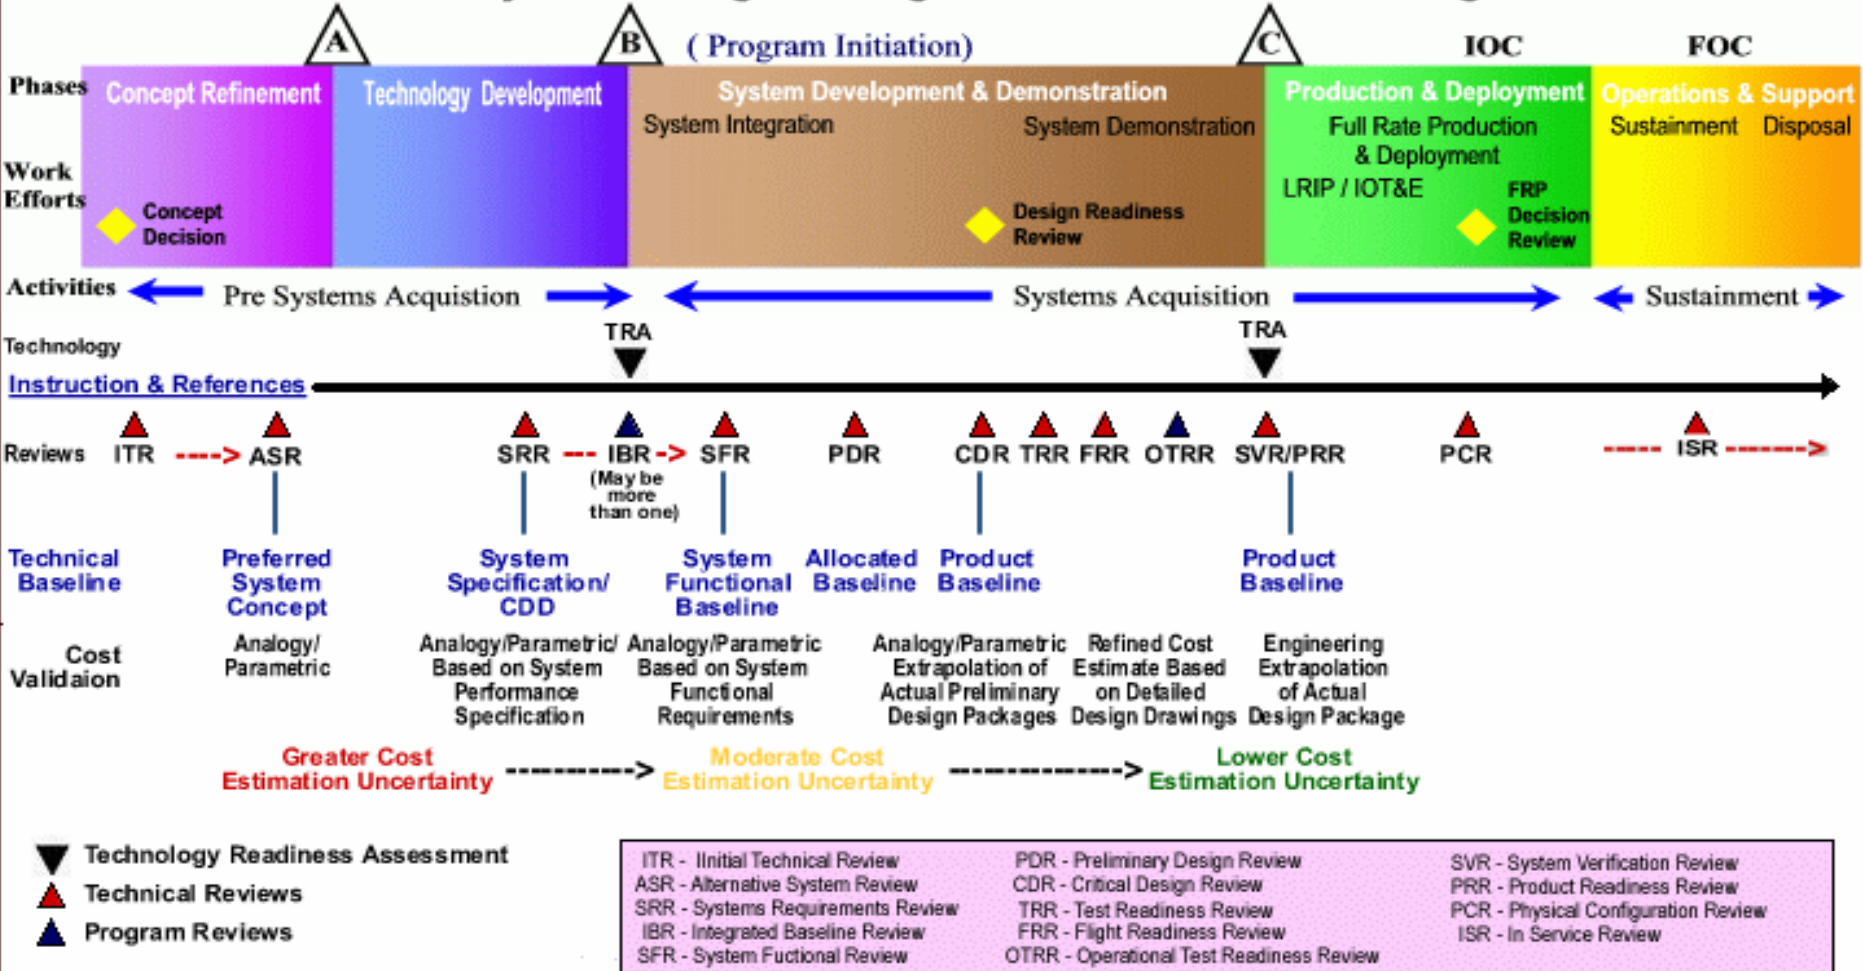 A
B
( Program Initiation)
C
IOC
FOC
Phases
Concept Refinement
Technology Development
System Development & Demonstration
Production & Deployment
Operations & Support
System Integration
System Demonstration
Full Rate Production
& Deployment
Sustainment
Disposal
Work
Efforts
LRIP / IOT&E
Concept
Decision
Design Readiness
Review
FRP
Decision
Review
Activities
Pre Systems Acquistion
Systems Acquisition
Sustainment
TRA
TRA
Technology
Instruction & References
Reviews
ITR
ASR
SRR
IBR
SFR
PDR
CDR
TRR
FRR
OTRR
SVR/PRR
PCR
ISR
(May be
more
than one)
Technical
Baseline
Preferred
System
Concept
System
Specification/
CDD
System
Functional
Baseline
Allocated
Baseline
Product
Baseline
Product
Baseline
Cost
Validaion
Analogy/
Parametric
Analogy/Parametric/
Based on System
Performance
Specification
Analogy/Parametric
Based on System
Functional
Requirements
Analogy/Parametric
Extrapolation of
Actual Preliminary
Design Packages
Refined Cost
Estimate Based
on Detailed
Design Drawings
Engineering
Extrapolation
of Actual
Design Package
Greater Cost
Estimation Uncertainty
Moderate Cost
Estimation Uncertainty
Lower Cost
Estimation Uncertainty
Technology Readiness Assessment
Technical Reviews
Program Reviews
ITR - IInitial Technical Review
ASR - Alternative System Review
SRR - Systems Requirements Review
IBR - Integrated Baseline Review
SFR - System Fuctional Review
PDR - Preliminary Design Review
CDR - Critical Design Review
TRR - Test Readiness Review
FRR - Flight Readiness Review
OTRR - Operational Test Readiness Review
SVR - System Verification Review
PRR - Product Readiness Review
PCR - Physical Configuration Review
ISR - In Service Review